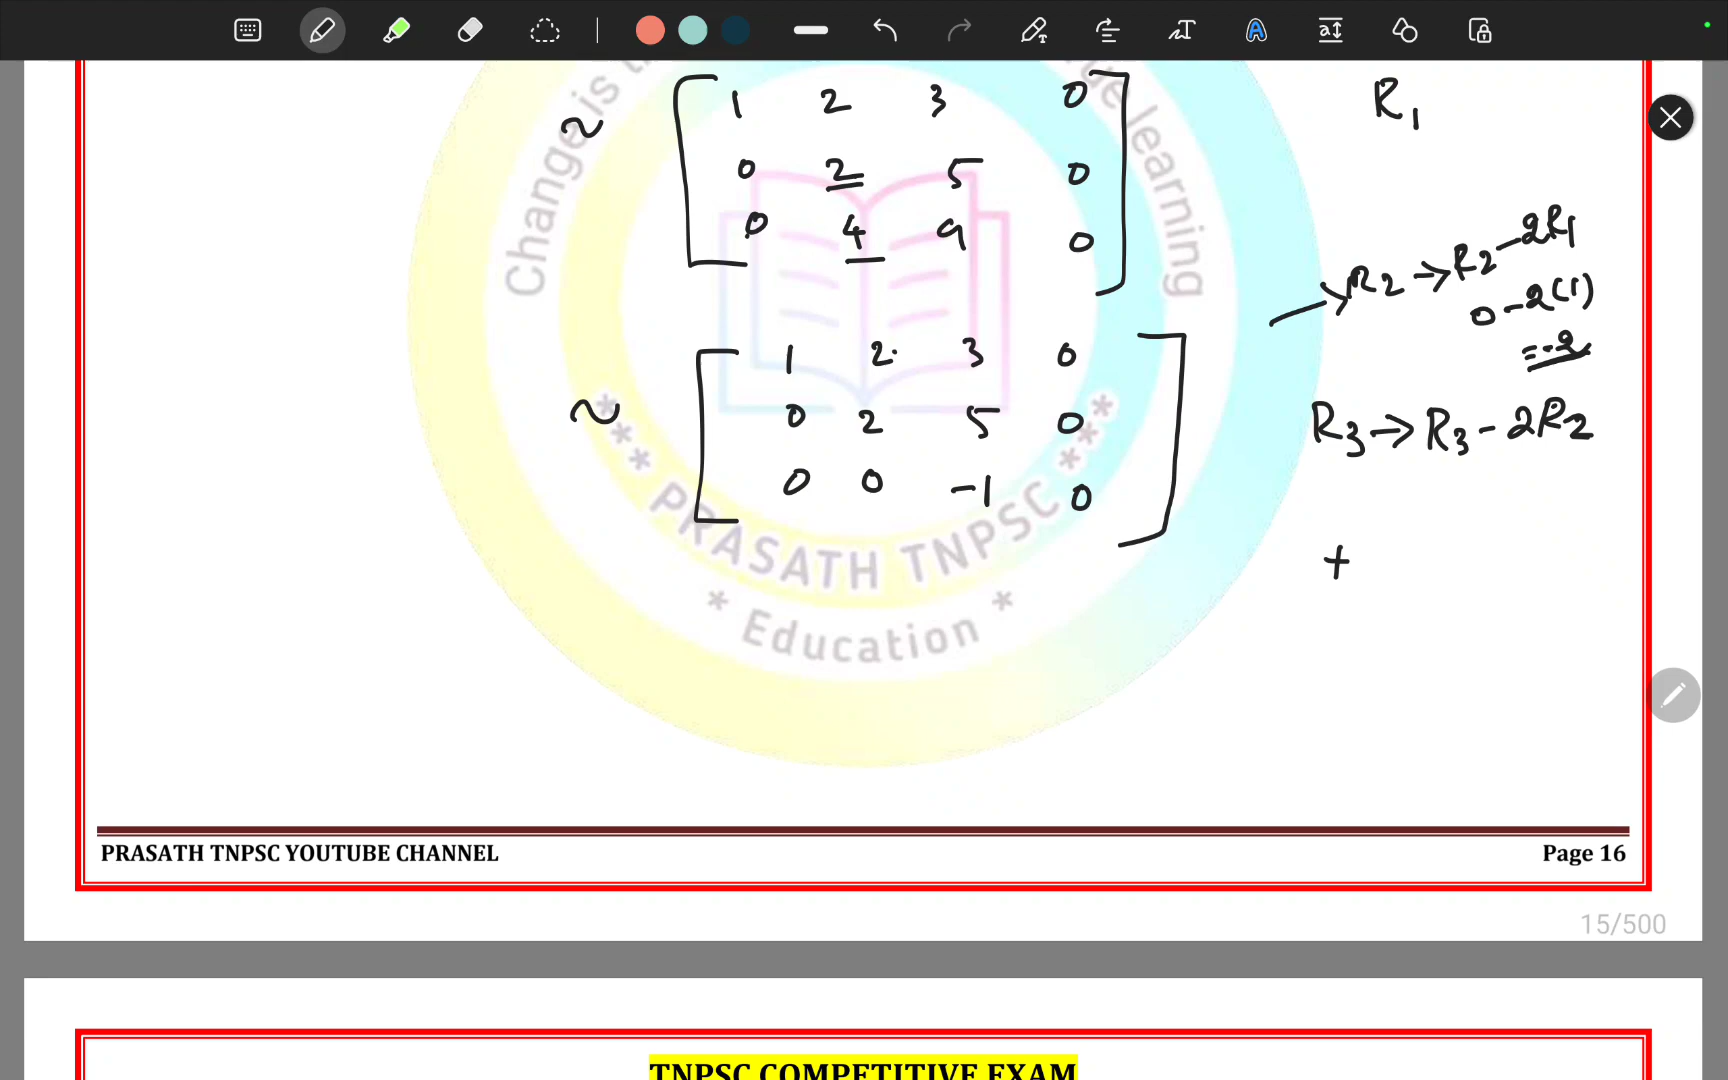 Change is t
ue learning
~ 1 2 3 0 R1
0 2 5 0
0 4 9 0
→ R2 → R2 - 2R1
0 - 2(1)
= -2
~ 1 2 3 0
0 2 5 0 R3 → R3 - 2R2
0 0 -1 0
+
*** PRASATH TNPSC ***
* Education *
PRASATH TNPSC YOUTUBE CHANNEL Page 16
15/500
TNPSC COMPETITIVE EXAM